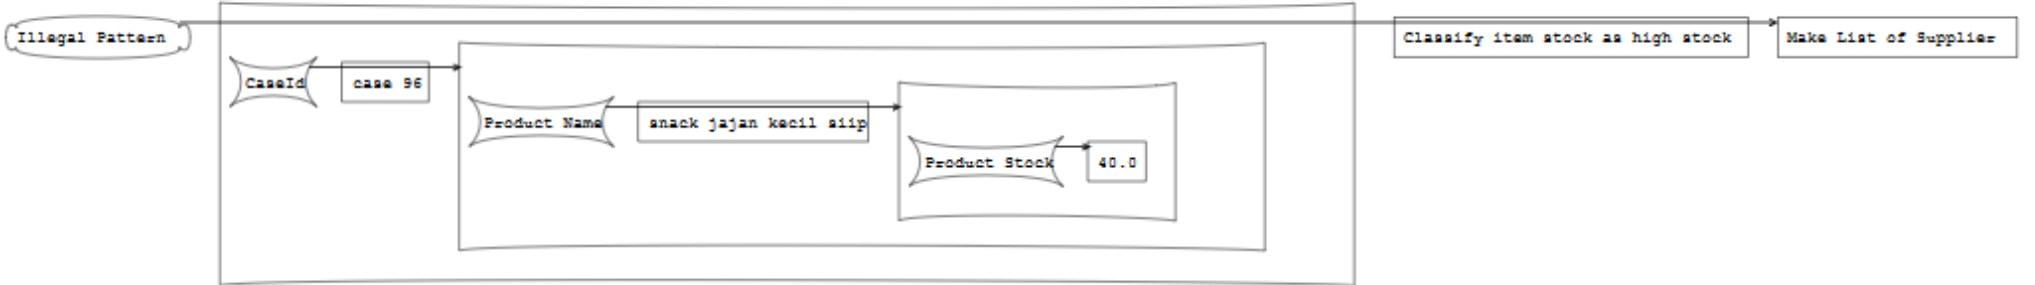 Illegal Pattern
CaseId
case 96
Product Name
snack jajan kecil siip
Product Stock
40.0
Classify item stock as high stock
Make List of Supplier